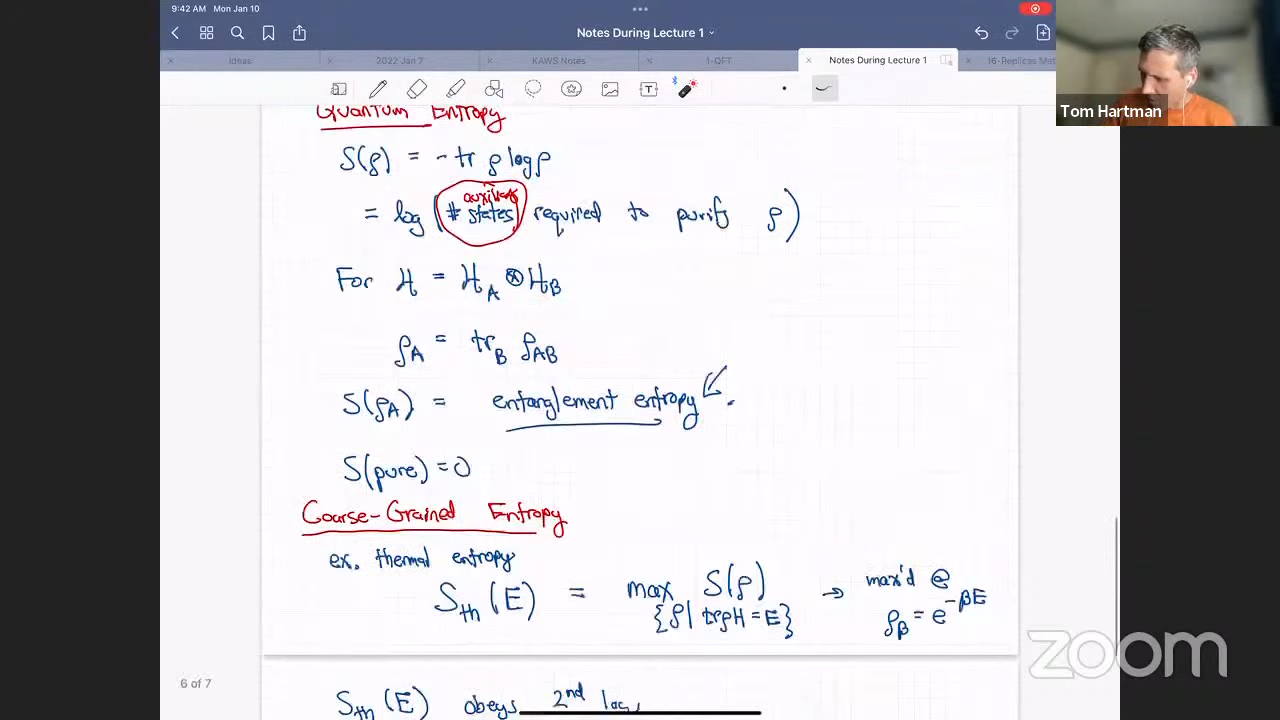 9:42 AM Mon Jan 10
Notes During Lecture 1
Ideas
2022 Jan 7
KAWS Notes
1-QFT
Notes During Lecture 1
16-Replicas Met
Tom Hartman
Quantum Entropy
S(ρ) = -tr ρ log ρ
auxiliary
= log (# states required to purify ρ)
For H = H_A ⊗ H_B
ρ_A = tr_B ρ_AB
S(ρ_A) = entanglement entropy
S(pure) = 0
Coarse-Grained Entropy
ex. thermal entropy
S_th(E) = max S(ρ) → max'd @
{ρ| trρH = E} ρ_β = e^{-βE}
6 of 7
S_th(E) obeys 2nd law
zoom